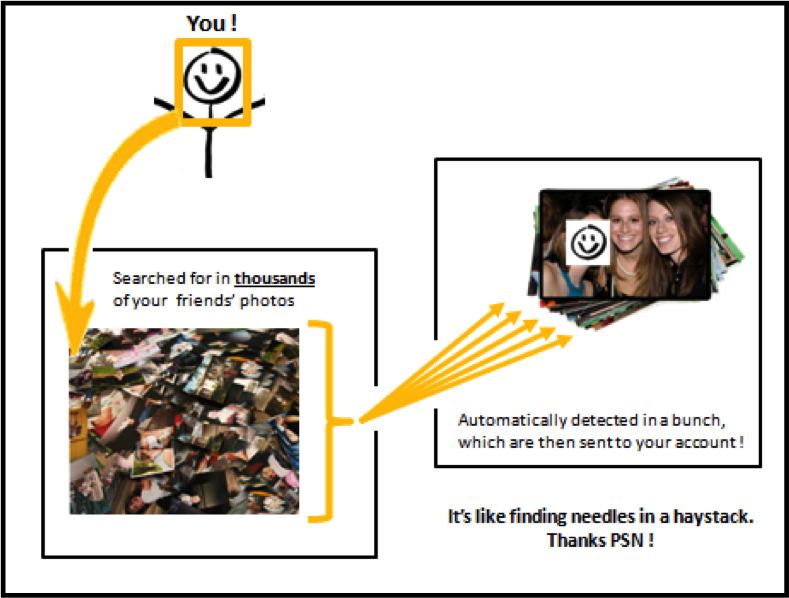 You !
Searched for in thousands
of your friends' photos
Automatically detected in a bunch,
which are then sent to your account !
It's like finding needles in a haystack.
Thanks PSN !